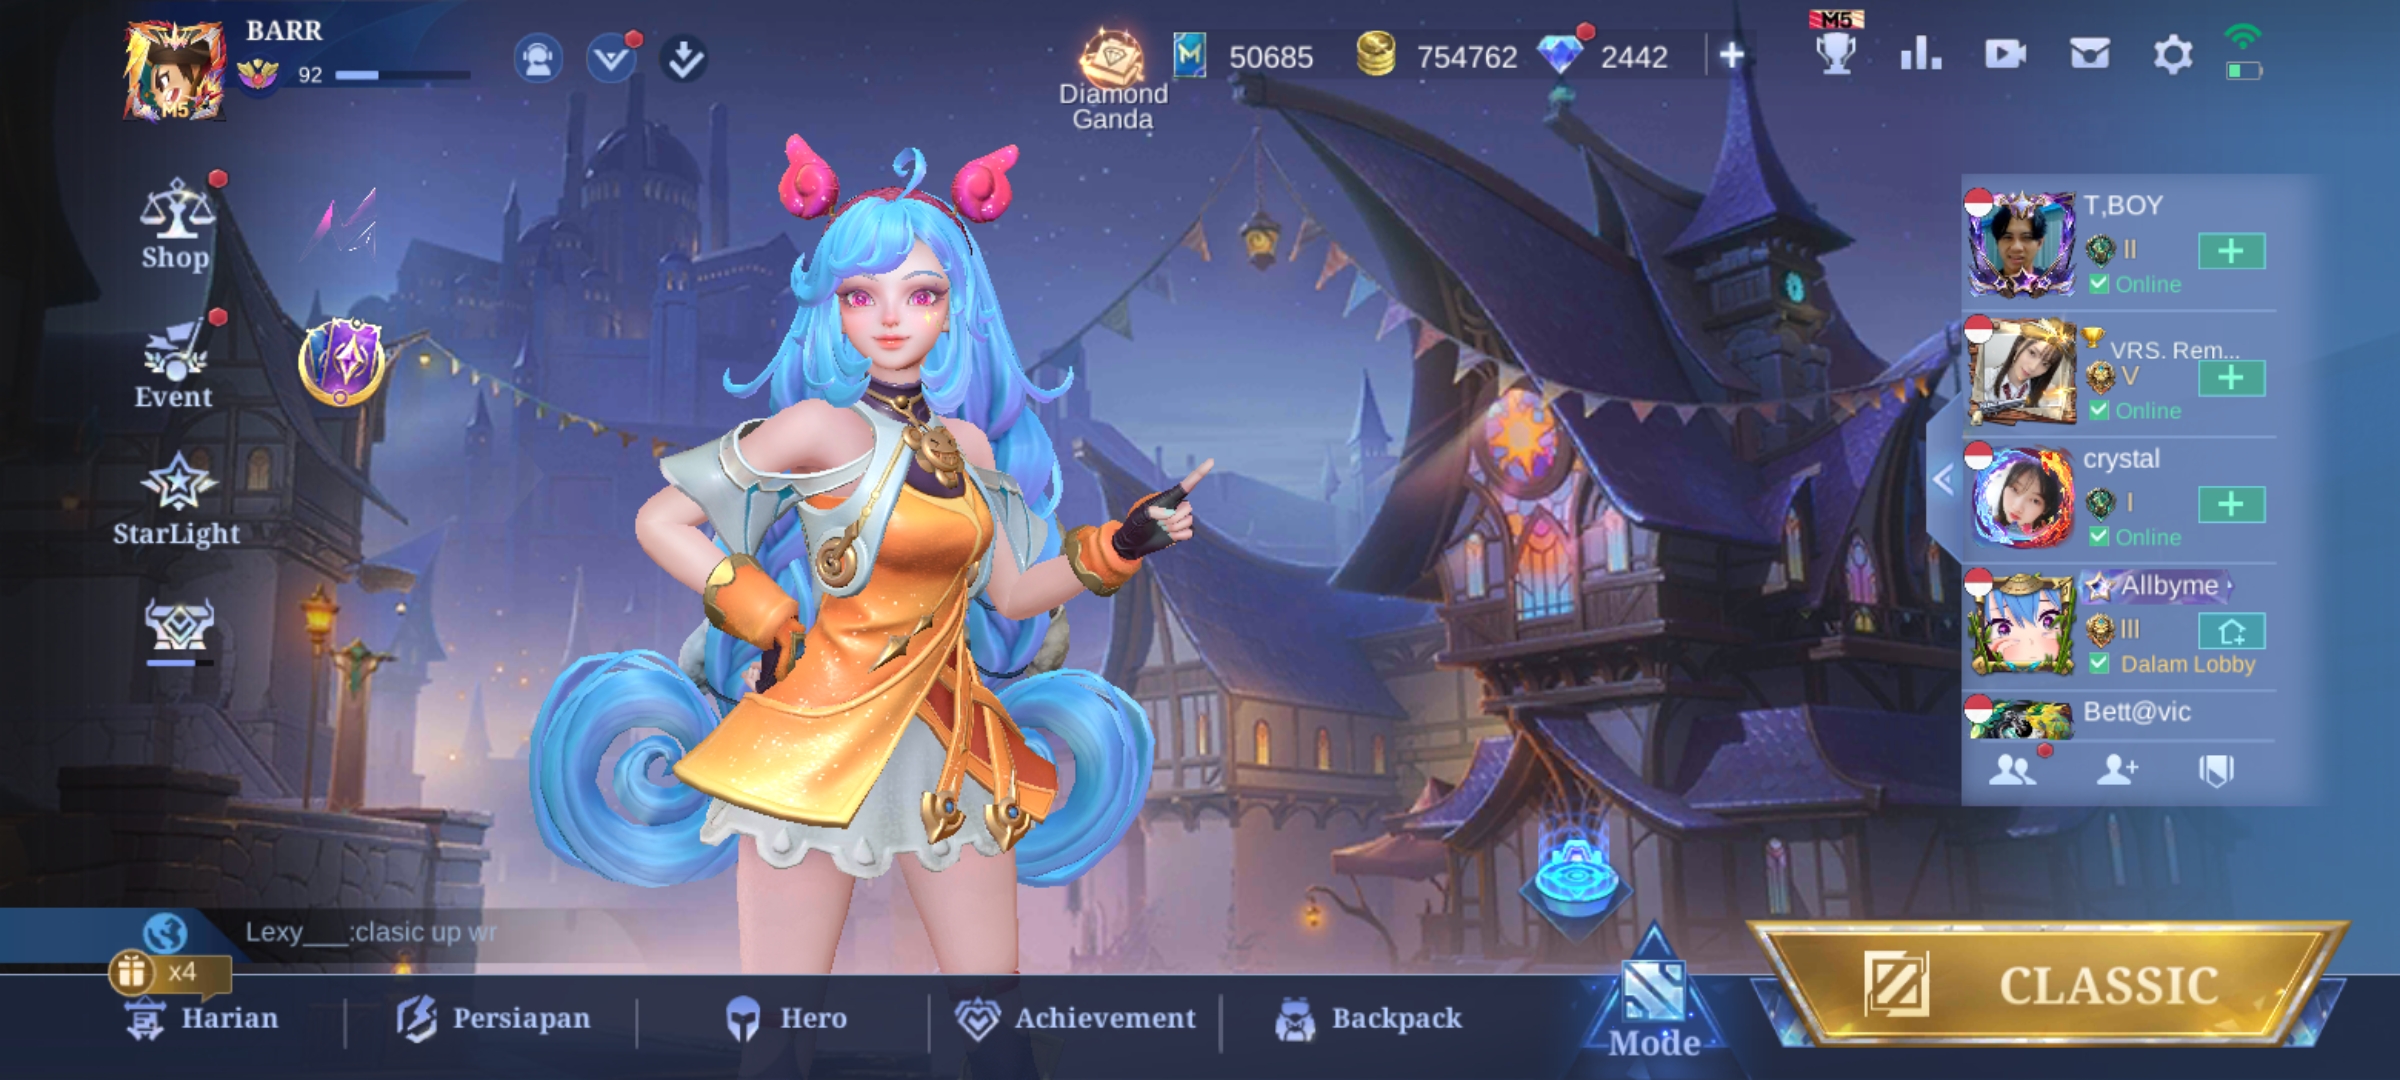 BARR
92
M5
Diamond
Ganda
50685
754762
2442
M5
Shop
Event
StarLight
T,BOY
II
Online
VRS. Rem...
V
Online
crystal
I
Online
Allbyme
III
Dalam Lobby
Bett@vic
Lexy___:clasic up wr
x4
Harian
Persiapan
Hero
Achievement
Backpack
Mode
CLASSIC